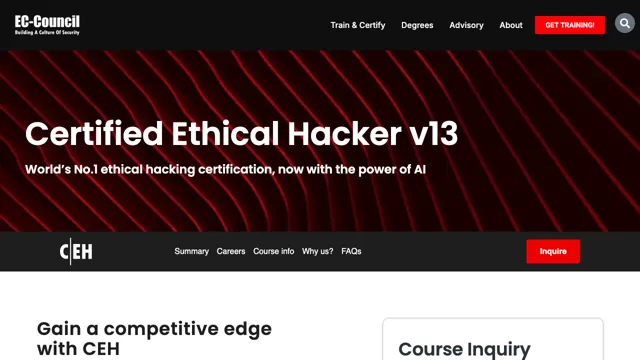 EC-Council
Building A Culture Of Security
Train & Certify Degrees Advisory About GET TRAINING!
Certified Ethical Hacker v13
World's No.1 ethical hacking certification, now with the power of AI
C|EH
Summary Careers Course info Why us? FAQs
Inquire
Gain a competitive edge
with CEH
Course Inquiry